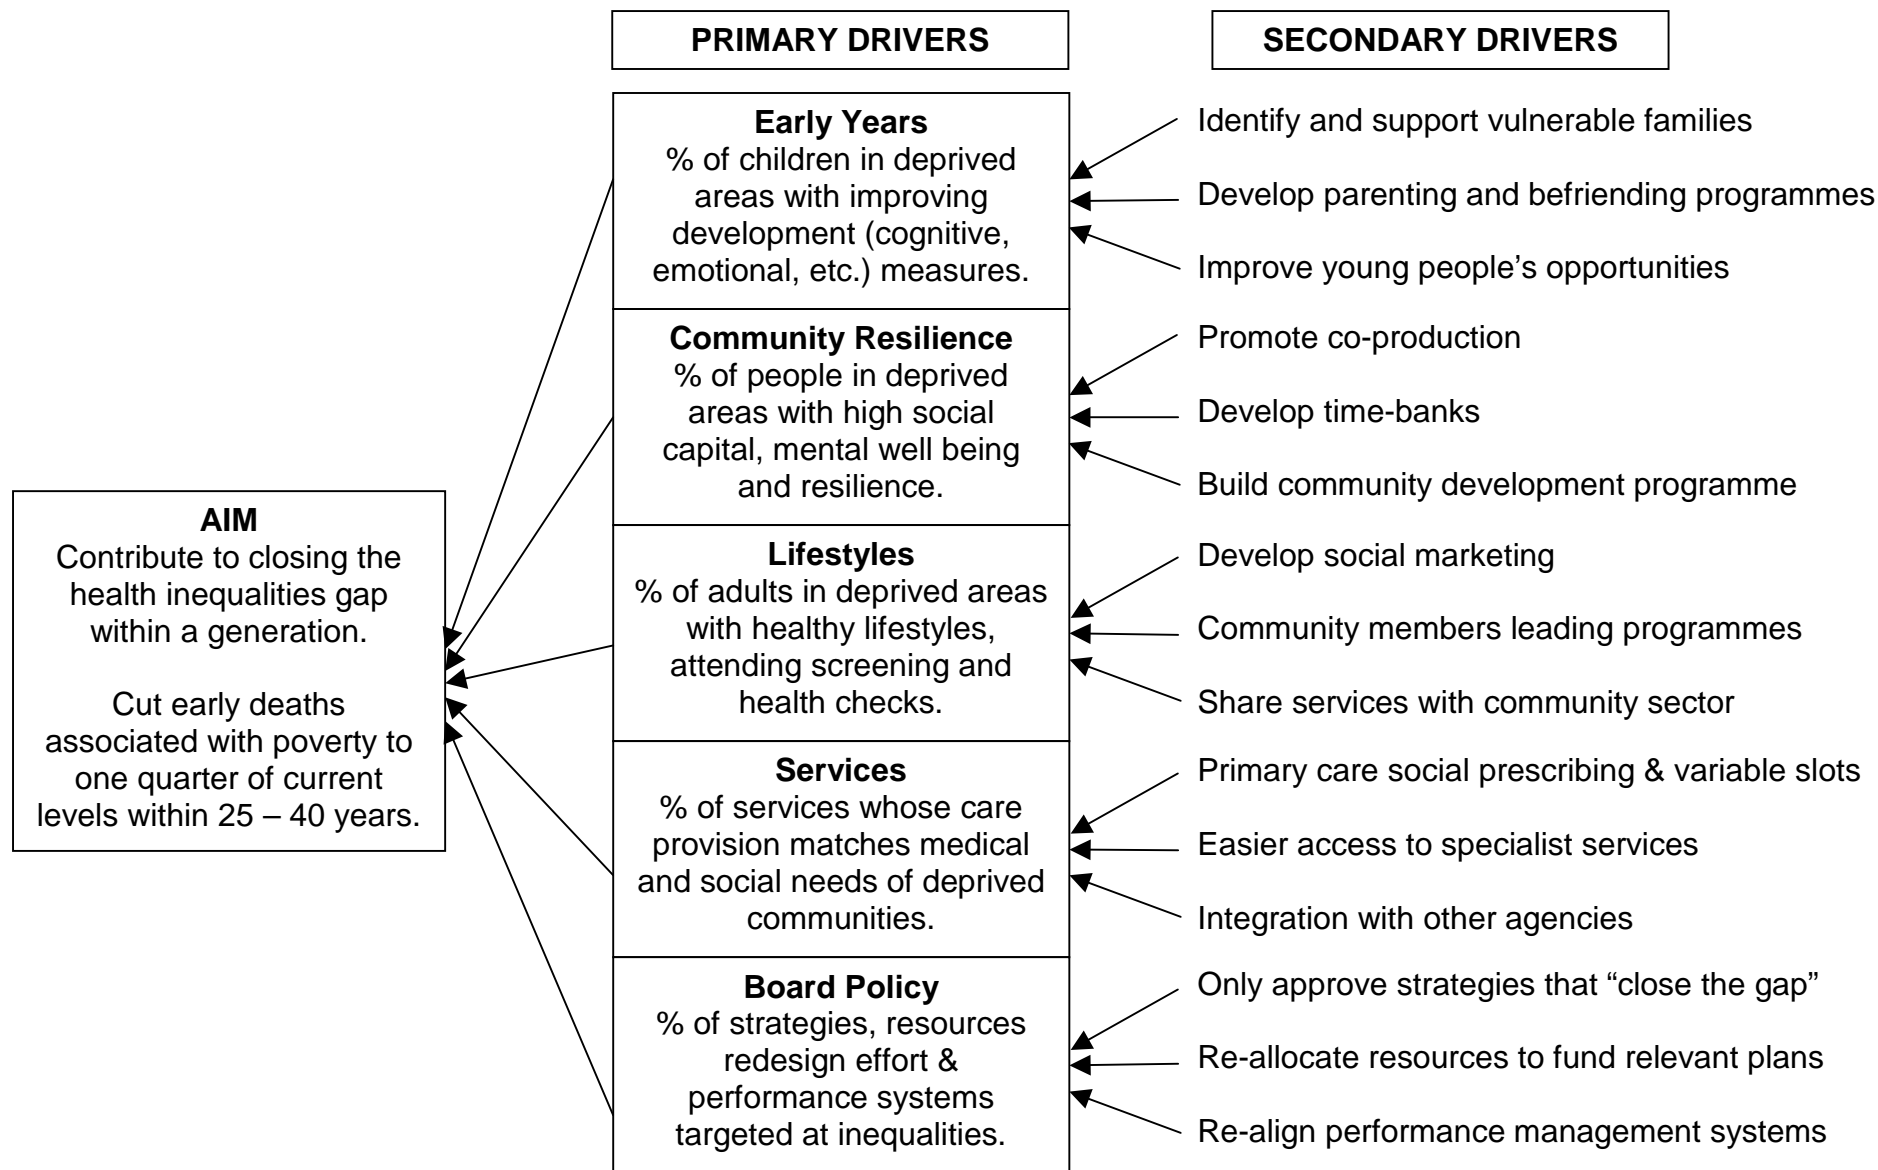 PRIMARY DRIVERS
SECONDARY DRIVERS
AIM
Contribute to closing the
health inequalities gap
within a generation.
Cut early deaths
associated with poverty to
one quarter of current
levels within 25 – 40 years.
Early Years
% of children in deprived
areas with improving
development (cognitive,
emotional, etc.) measures.
Identify and support vulnerable families
Develop parenting and befriending programmes
Improve young people’s opportunities
Community Resilience
% of people in deprived
areas with high social
capital, mental well being
and resilience.
Promote co-production
Develop time-banks
Build community development programme
Lifestyles
% of adults in deprived areas
with healthy lifestyles,
attending screening and
health checks.
Develop social marketing
Community members leading programmes
Share services with community sector
Services
% of services whose care
provision matches medical
and social needs of deprived
communities.
Primary care social prescribing & variable slots
Easier access to specialist services
Integration with other agencies
Board Policy
% of strategies, resources
redesign effort &
performance systems
targeted at inequalities.
Only approve strategies that “close the gap”
Re-allocate resources to fund relevant plans
Re-align performance management systems